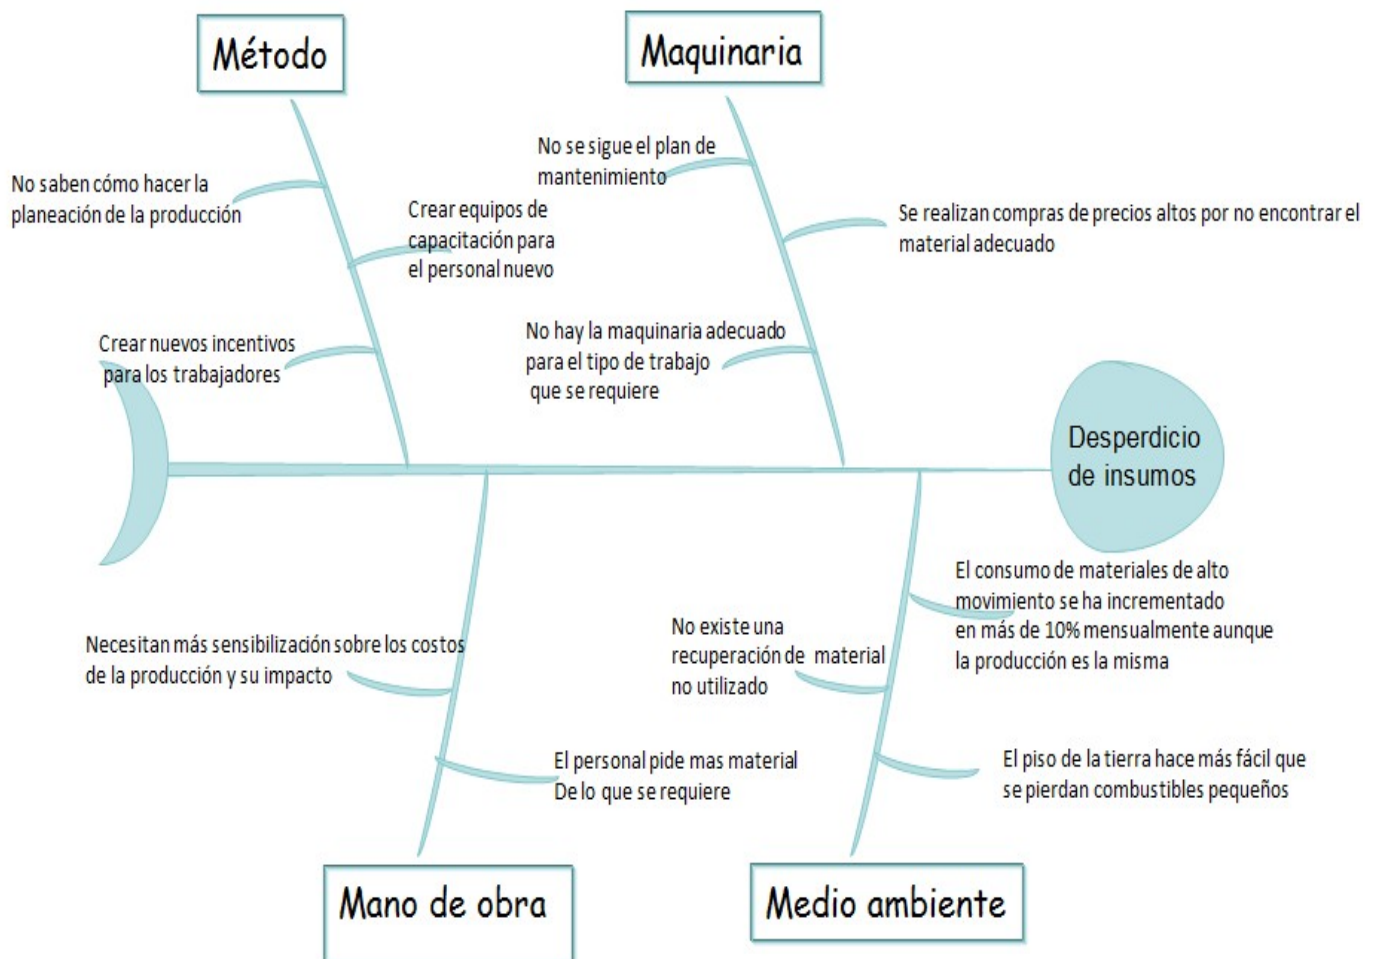 Método
Maquinaria
No saben cómo hacer la
planeación de la producción
Crear equipos de
capacitación para
el personal nuevo
Crear nuevos incentivos
para los trabajadores
No se sigue el plan de
mantenimiento
Se realizan compras de precios altos por no encontrar el
material adecuado
No hay la maquinaria adecuado
para el tipo de trabajo
que se requiere
Desperdicio
de insumos
Necesitan más sensibilización sobre los costos
de la producción y su impacto
El personal pide mas material
De lo que se requiere
No existe una
recuperación de material
no utilizado
El consumo de materiales de alto
movimiento se ha incrementado
en más de 10% mensualmente aunque
la producción es la misma
El piso de la tierra hace más fácil que
se pierdan combustibles pequeños
Mano de obra
Medio ambiente